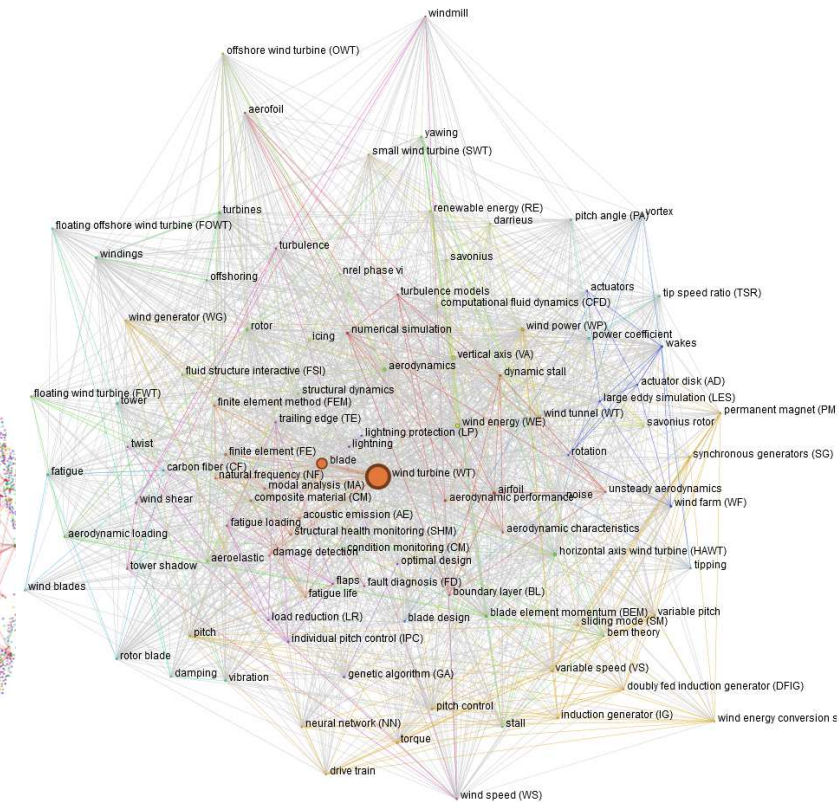 windmill
offshore wind turbine (OWT)
aerofoil
yawing
small wind turbine (SWT)
turbines
renewable energy (RE)
darrieus
pitch angle (PA)
vortex
floating offshore wind turbine (FOWT)
windings
turbulence
savonius
offshoring
nrel phase vi
actuators
turbulence models
tip speed ratio (TSR)
computational fluid dynamics (CFD)
wind generator (WG)
rotor
icing
numerical simulation
wind power (WP)
power coefficient
wakes
vertical axis (VA)
aerodynamics
dynamic stall
fluid structure interactive (FSI)
actuator disk (AD)
structural dynamics
floating wind turbine (FWT)
tower
finite element method (FEM)
large eddy simulation (LES)
permanent magnet (PM
wind tunnel (WT)
trailing edge (TE)
wind energy (WE)
savonius rotor
lightning protection (LP)
lightning
twist
finite element (FE)
rotation
synchronous generators (SG)
blade
carbon fiber (CF)
fatigue
natural frequency (NF)
wind turbine (WT)
modal analysis (MA)
airfoil
noise
unsteady aerodynamics
composite material (CM)
aerodynamic performance
wind shear
wind farm (WF)
acoustic emission (AE)
fatigue loading
structural health monitoring (SHM)
aerodynamic characteristics
aerodynamic loading
damage detection
condition monitoring (CM)
aeroelastic
optimal design
horizontal axis wind turbine (HAWT)
tower shadow
tipping
flaps
fault diagnosis (FD)
wind blades
fatigue life
boundary layer (BL)
load reduction (LR)
blade design
blade element momentum (BEM)
variable pitch
sliding mode (SM)
pitch
individual pitch control (IPC)
bem theory
rotor blade
damping
vibration
genetic algorithm (GA)
variable speed (VS)
doubly fed induction generator (DFIG)
pitch control
neural network (NN)
stall
induction generator (IG)
wind energy conversion s
torque
drive train
wind speed (WS)